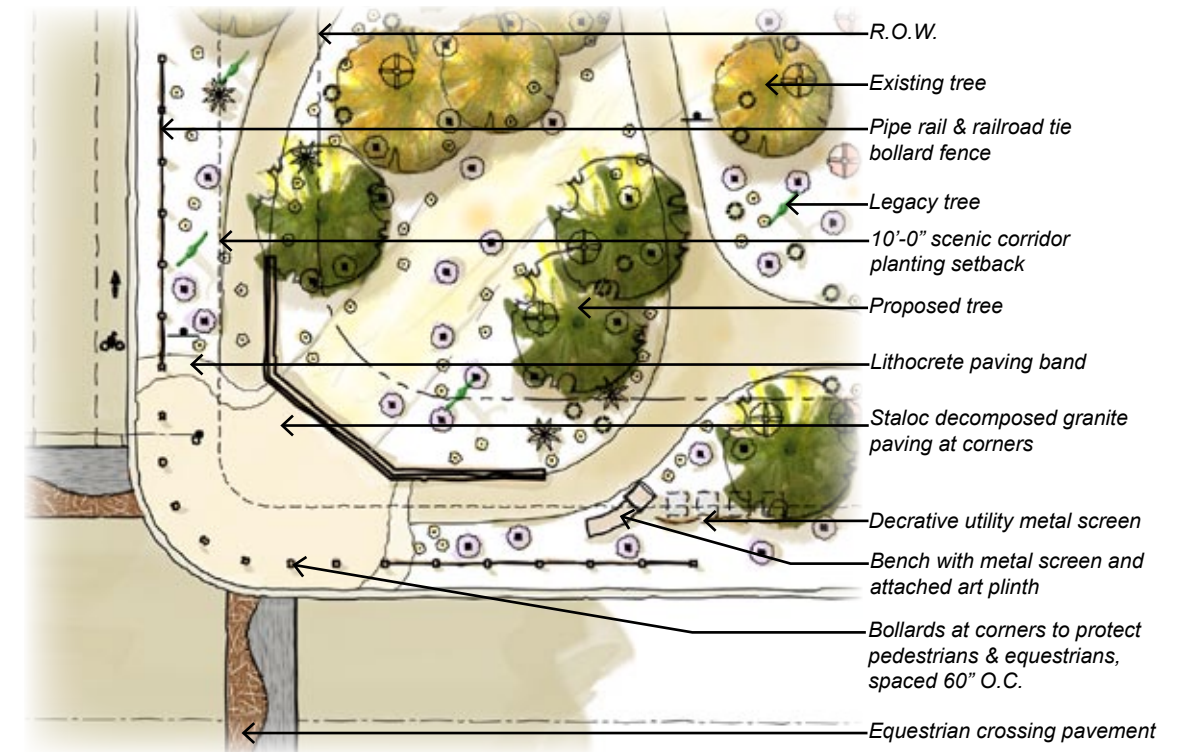 R.O.W.
Existing tree
Pipe rail & railroad tie
bollard fence
Legacy tree
10’-0” scenic corridor
planting setback
Proposed tree
Lithocrete paving band
Staloc decomposed granite
paving at corners
Decrative utility metal screen
Bench with metal screen and
attached art plinth
Bollards at corners to protect
pedestrians & equestrians,
spaced 60” O.C.
Equestrian crossing pavement